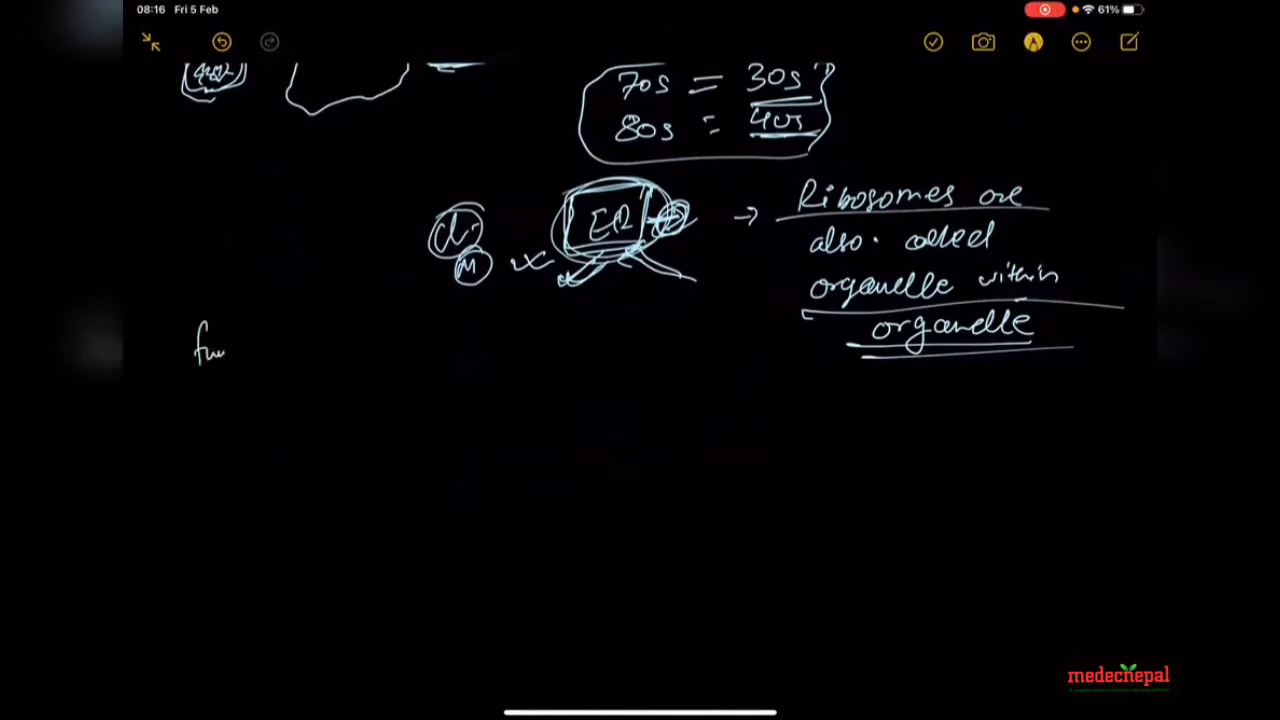 08:16 Fri 5 Feb
61%
70s = 30s
80s = 40s
ER
M
→ Ribosomes are
also called
organelle within
organelle
fu
medecnepal